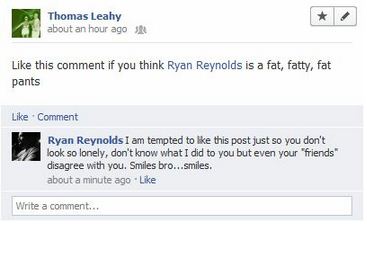 Thomas Leahy
about an hour ago
Like this comment if you think Ryan Reynolds is a fat, fatty, fat
pants
Like · Comment
Ryan Reynolds I am tempted to like this post just so you don't
look so lonely, don't know what I did to you but even your "friends"
disagree with you. Smiles bro...smiles.
about a minute ago · Like
Write a comment...